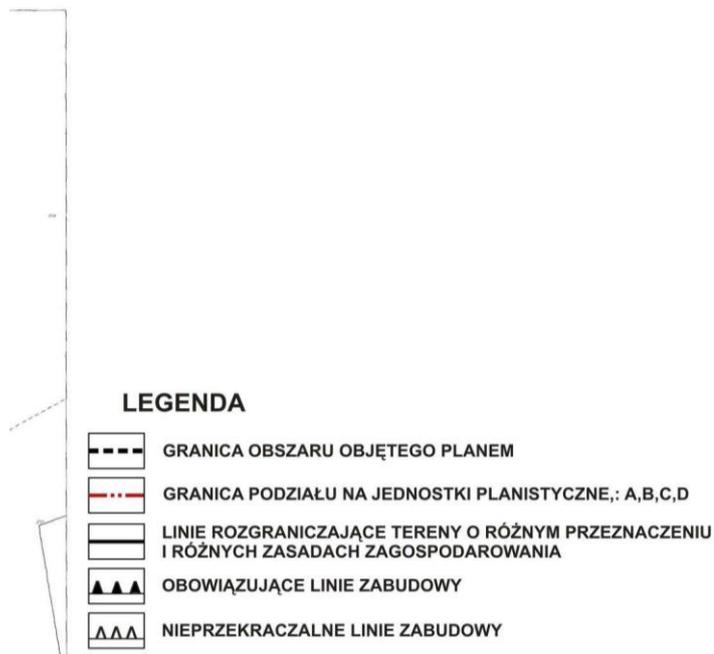 LEGENDA
GRANICA OBSZARU OBJĘTEGO PLANEM
GRANICA PODZIAŁU NA JEDNOSTKI PLANISTYCZNE,: A,B,C,D
LINIE ROZGRANICZAJĄCE TERENY O RÓŻNYM PRZEZNACZENIU
I RÓŻNYCH ZASADACH ZAGOSPODAROWANIA
OBOWIĄZUJĄCE LINIE ZABUDOWY
NIEPRZEKRACZALNE LINIE ZABUDOWY